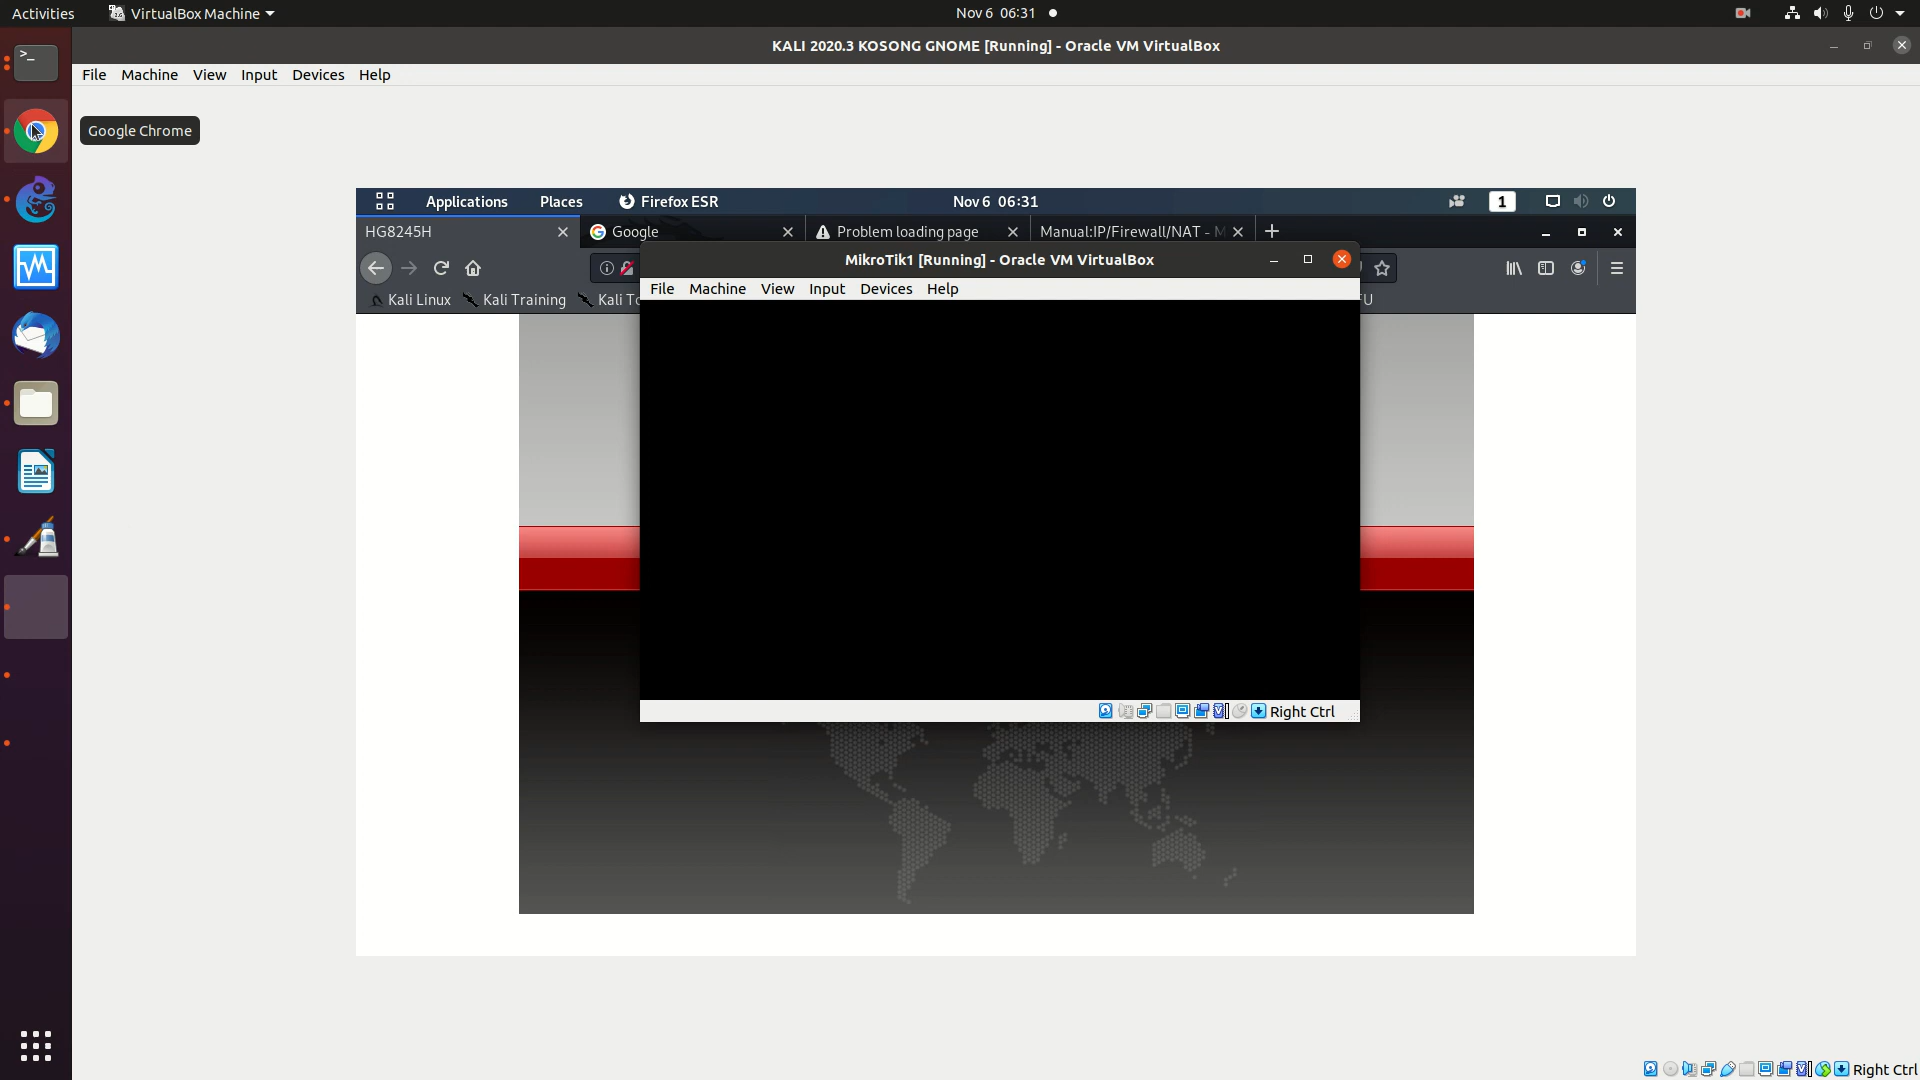 Activities
VirtualBox Machine
Nov 6 06:31
KALI 2020.3 KOSONG GNOME [Running] - Oracle VM VirtualBox
File Machine View Input Devices Help
Google Chrome
Applications Places Firefox ESR
Nov 6 06:31
1
HG8245H
Google
Problem loading page
Manual:IP/Firewall/NAT - M
MikroTik1 [Running] - Oracle VM VirtualBox
File Machine View Input Devices Help
Kali Linux
Kali Training
Kali To
Right Ctrl
Right Ctrl